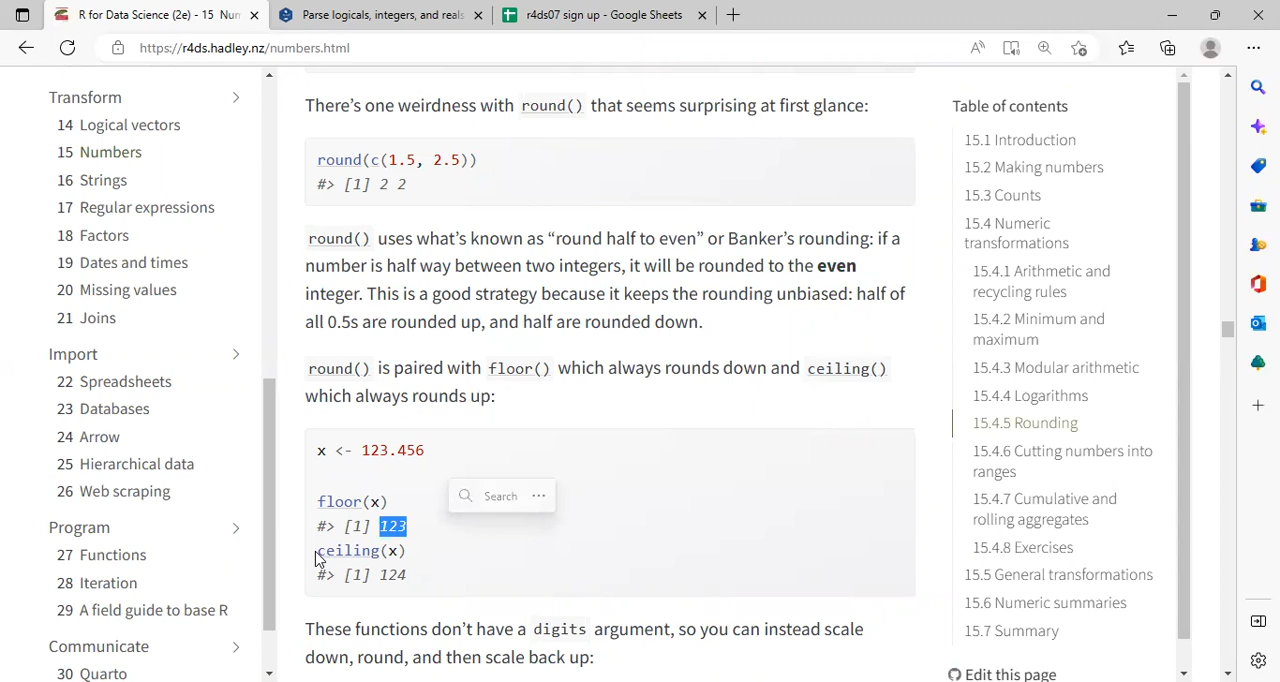 R for Data Science (2e) - 15 Num
Parse logicals, integers, and reals
r4ds07 sign up - Google Sheets
https://r4ds.hadley.nz/numbers.html
Transform
14 Logical vectors
15 Numbers
16 Strings
17 Regular expressions
18 Factors
19 Dates and times
20 Missing values
21 Joins
Import
22 Spreadsheets
23 Databases
24 Arrow
25 Hierarchical data
26 Web scraping
Program
27 Functions
28 Iteration
29 A field guide to base R
Communicate
30 Quarto
There's one weirdness with round() that seems surprising at first glance:
round(c(1.5, 2.5))
#> [1] 2 2
round() uses what's known as “round half to even” or Banker's rounding: if a
number is half way between two integers, it will be rounded to the even
integer. This is a good strategy because it keeps the rounding unbiased: half of
all 0.5s are rounded up, and half are rounded down.
round() is paired with floor() which always rounds down and ceiling()
which always rounds up:
x <- 123.456
Search
floor(x)
#> [1] 123
ceiling(x)
#> [1] 124
These functions don't have a digits argument, so you can instead scale
down, round, and then scale back up:
Table of contents
15.1 Introduction
15.2 Making numbers
15.3 Counts
15.4 Numeric
transformations
15.4.1 Arithmetic and
recycling rules
15.4.2 Minimum and
maximum
15.4.3 Modular arithmetic
15.4.4 Logarithms
15.4.5 Rounding
15.4.6 Cutting numbers into
ranges
15.4.7 Cumulative and
rolling aggregates
15.4.8 Exercises
15.5 General transformations
15.6 Numeric summaries
15.7 Summary
Edit this page